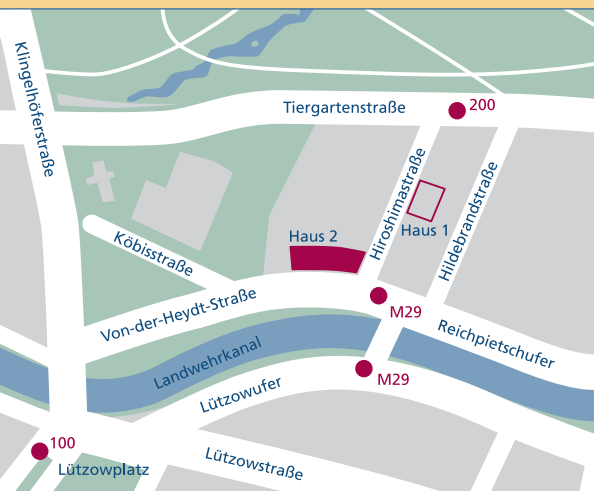 Klingelhöferstraße
Tiergartenstraße
200
Hiroshimastraße
Hildebrandstraße
Haus 1
Haus 2
Köbisstraße
Von-der-Heydt-Straße
M29
Reichpietschufer
Landwehrkanal
M29
Lützowufer
100
Lützowplatz
Lützowstraße